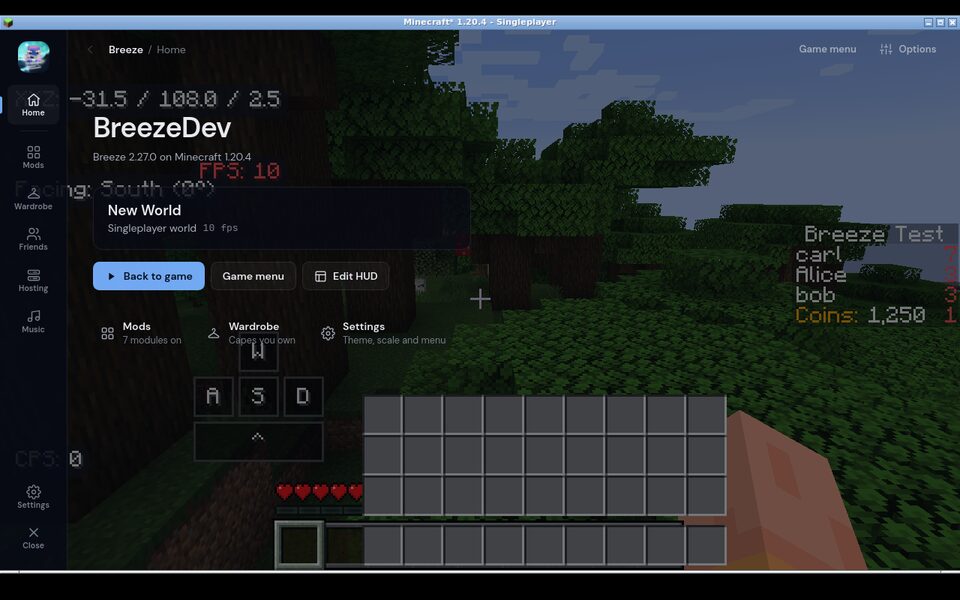 Minecraft* 1.20.4 - Singleplayer
Breeze / Home
Game menu
Options
-31.5 / 108.0 / 2.5
Home
BreezeDev
Breeze 2.27.0 on Minecraft 1.20.4
FPS: 10
Mods
Facing: South (0°)
Wardrobe
New World
Singleplayer world 10 fps
Friends
Breeze Test
carl
Alice
bob 3
Coins: 1,250 1
Back to game
Game menu
Edit HUD
Hosting
Music
Mods
7 modules on
Wardrobe
Capes you own
Settings
Theme, scale and menu
W
A S D
^
CPS: 0
Settings
Close